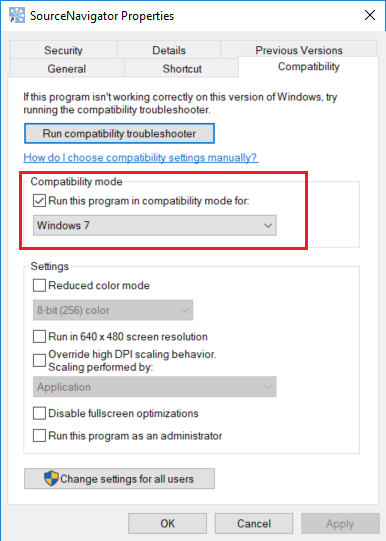 SourceNavigator Properties
Security
Details
Previous Versions
General
Shortcut
Compatibility
If this program isn't working correctly on this version of Windows, try
running the compatibility troubleshooter.
Run compatibility troubleshooter
How do I choose compatibility settings manually?
Compatibility mode
Run this program in compatibility mode for:
Windows 7
Settings
Reduced color mode
8-bit (256) color
Run in 640 x 480 screen resolution
Override high DPI scaling behavior.
Scaling performed by:
Application
Disable fullscreen optimizations
Run this program as an administrator
Change settings for all users
OK
Cancel
Apply